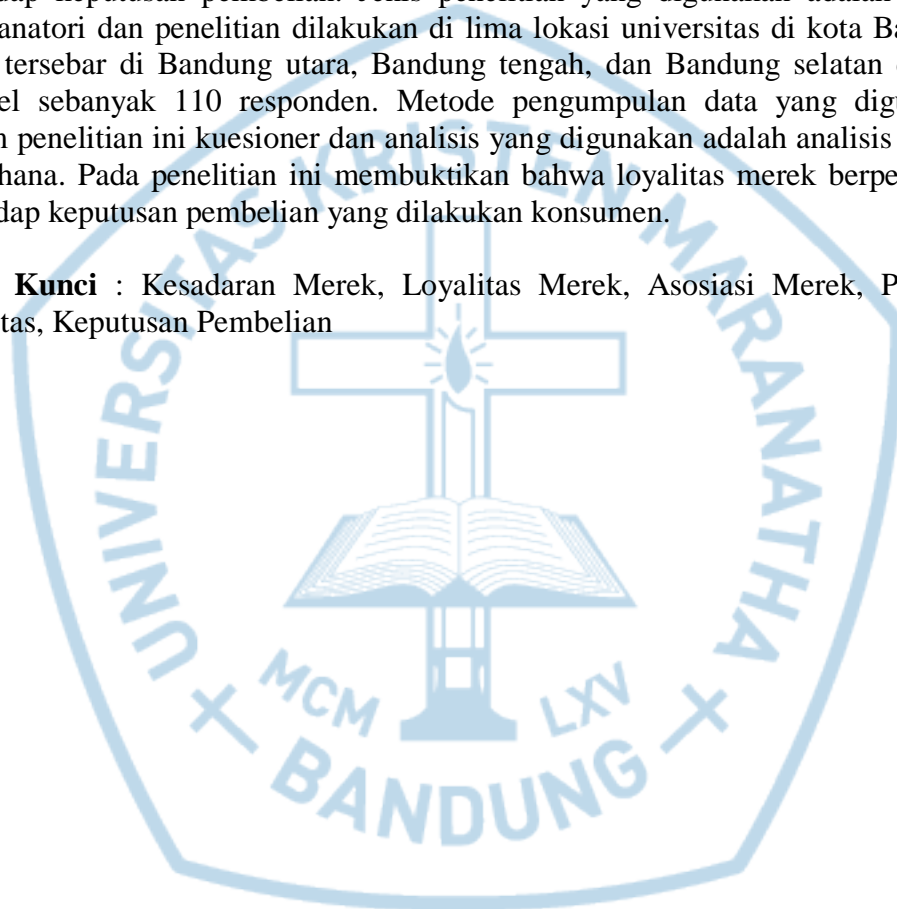 dap keputusan pembelian. Jenis penelitian yang digunakan adalah
anatori dan penelitian dilakukan di lima lokasi universitas di kota Ba
tersebar di Bandung utara, Bandung tengah, dan Bandung selatan
el sebanyak 110 responden. Metode pengumpulan data yang digu
n penelitian ini kuesioner dan analisis yang digunakan adalah analisis
hana. Pada penelitian ini membuktikan bahwa loyalitas merek berpe
dap keputusan pembelian yang dilakukan konsumen.
Kunci : Kesadaran Merek, Loyalitas Merek, Asosiasi Merek, P
tas, Keputusan Pembelian
UNIVERSITAS KRISTEN MARANATHA
MCM LXV
BANDUNG